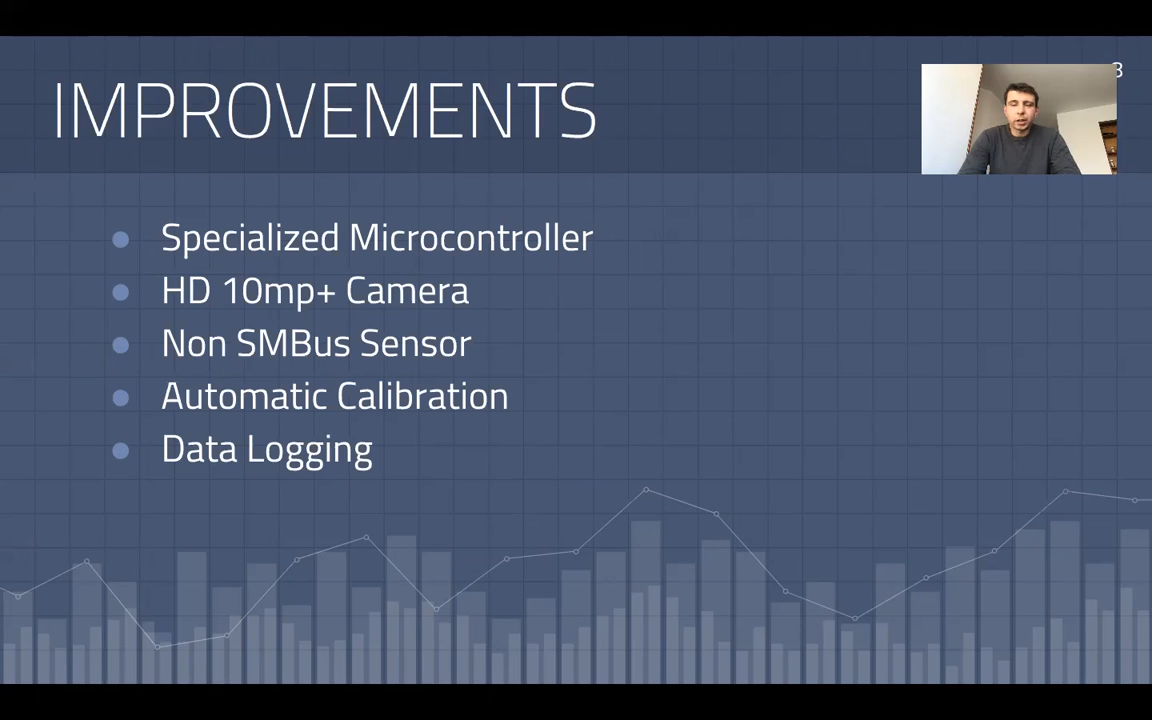 IMPROVEMENTS
Specialized Microcontroller
HD 10mp+ Camera
Non SMBus Sensor
Automatic Calibration
Data Logging